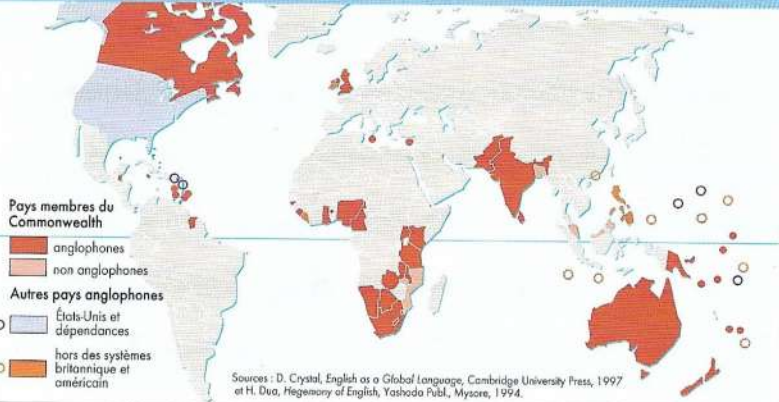 Pays membres du
Commonwealth
anglophones
non anglophones
Autres pays anglophones
États-Unis et
dépendances
hors des systèmes
britannique et
américain
Sources : D. Crystal, English as a Global Language, Cambridge University Press, 1997
et H. Dua, Hegemony of English, Yashoda Publ., Mysore, 1994.